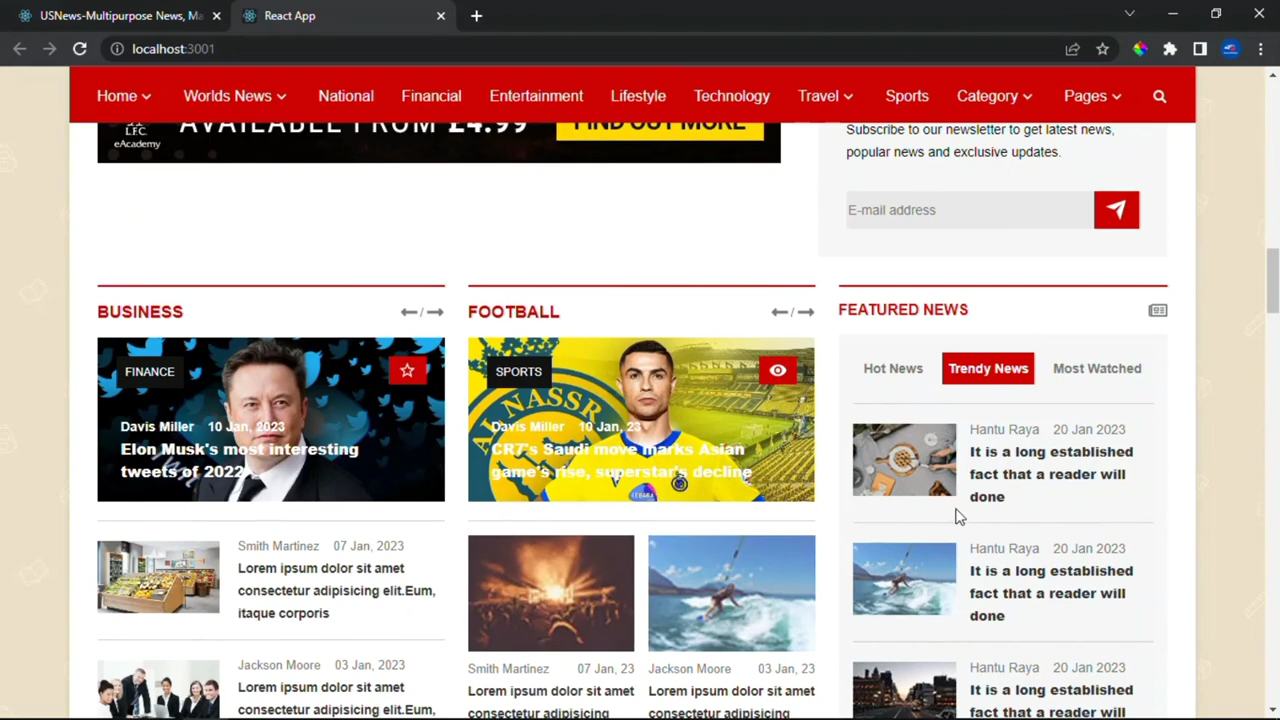 USNews-Multipurpose News, Ma
React App
localhost:3001
Home
Worlds News
National
Financial
Entertainment
Lifestyle
Technology
Travel
Sports
Category
Pages
L.F.C.
eAcademy
AVAILABLE FROM £4.99
FIND OUT MORE
Subscribe to our newsletter to get latest news,
popular news and exclusive updates.
E-mail address
BUSINESS
/
FINANCE
Davis Miller 10 Jan, 2023
Elon Musk's most interesting
tweets of 2022
Smith Martinez 07 Jan, 2023
Lorem ipsum dolor sit amet
consectetur adipisicing elit.Eum,
itaque corporis
Jackson Moore 03 Jan, 2023
Lorem ipsum dolor sit amet
consectetur adipisicing elit.Eum,
FOOTBALL
/
SPORTS
AL NASSR
Davis Miller 10 Jan, 23
CR7's Saudi move marks Asian
game's rise, superstar's decline
Smith Martinez 07 Jan, 23
Lorem ipsum dolor sit amet
consectetur adipisicing
Jackson Moore 03 Jan, 23
Lorem ipsum dolor sit amet
consectetur adipisicing
FEATURED NEWS
Hot News
Trendy News
Most Watched
Hantu Raya 20 Jan 2023
It is a long established
fact that a reader will
done
Hantu Raya 20 Jan 2023
It is a long established
fact that a reader will
done
Hantu Raya 20 Jan 2023
It is a long established
fact that a reader will